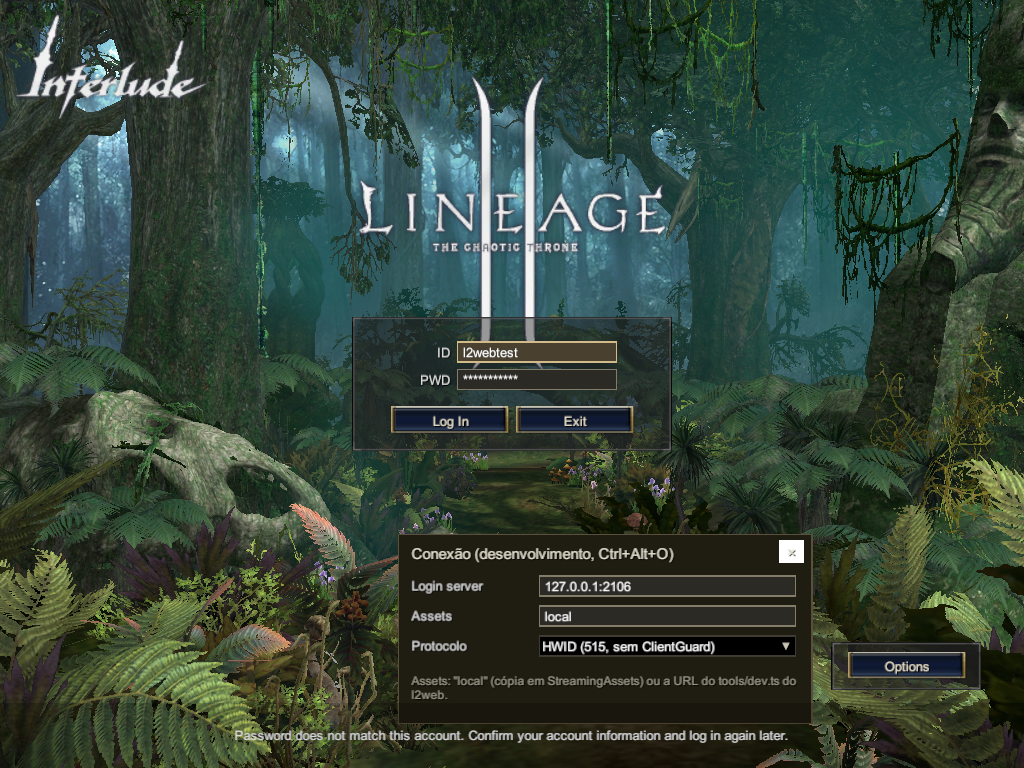 Interlude
LINEAGE II
THE CHAOTIC THRONE
ID l2webtest
PWD ***********
Log In Exit
Conexão (desenvolvimento, Ctrl+Alt+O) x
Login server 127.0.0.1:2106
Assets local
Protocolo HWID (515, sem ClientGuard) ▼
Assets: "local" (cópia em StreamingAssets) ou a URL do tools/dev.ts do
l2web.
Options
Password does not match this account. Confirm your account information and log in again later.